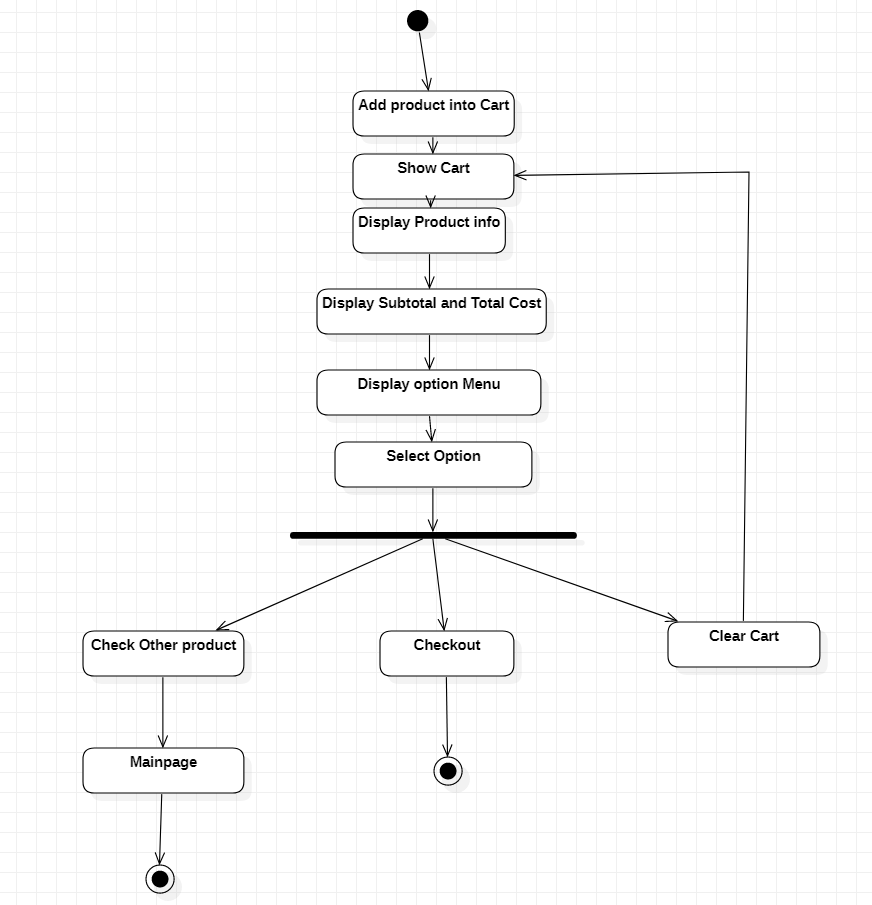 Add product into Cart
Show Cart
Display Product info
Display Subtotal and Total Cost
Display option Menu
Select Option
Check Other product
Checkout
Clear Cart
Mainpage